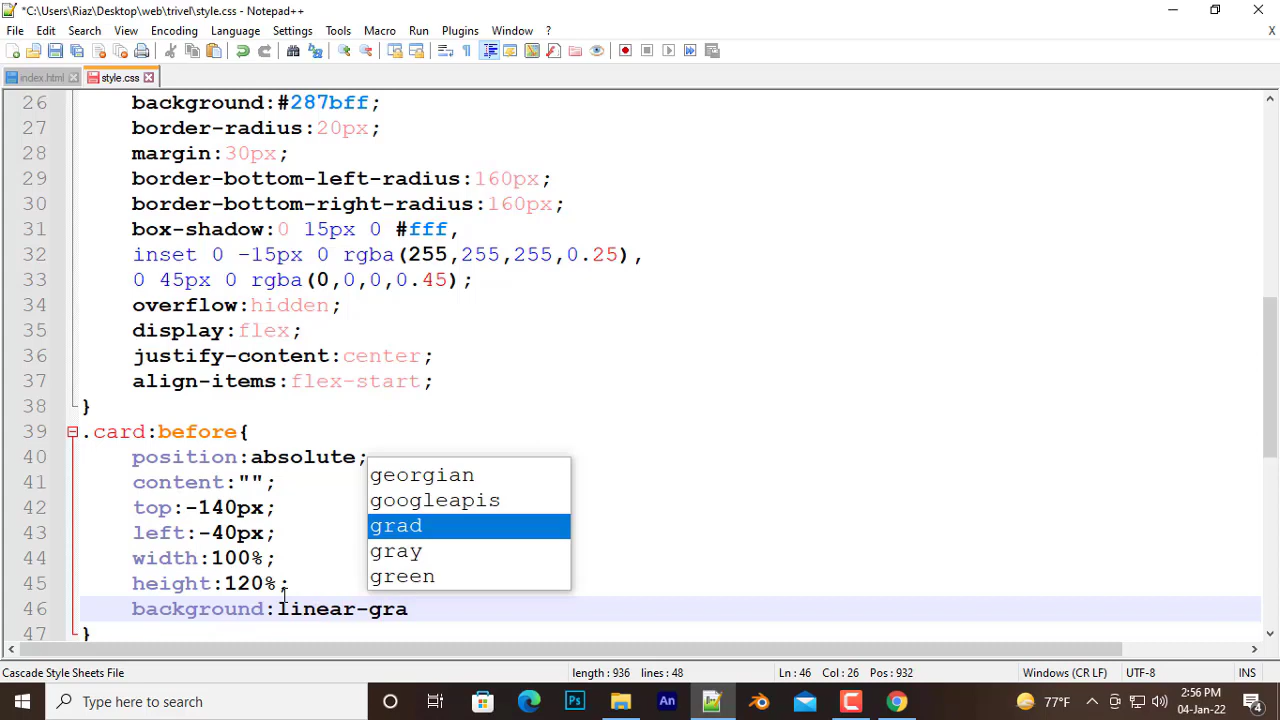 *C:\Users\Riaz\Desktop\web\trivel\style.css - Notepad++
File Edit Search View Encoding Language Settings Tools Macro Run Plugins Window ? X
index.html style.css
26 background:#287bff;
27 border-radius:20px;
28 margin:30px;
29 border-bottom-left-radius:160px;
30 border-bottom-right-radius:160px;
31 box-shadow:0 15px 0 #fff,
32 inset 0 -15px 0 rgba(255,255,255,0.25),
33 0 45px 0 rgba(0,0,0,0.45);
34 overflow:hidden;
35 display:flex;
36 justify-content:center;
37 align-items:flex-start;
38 }
39 .card:before{
40 position:absolute;
41 content:"";
42 top:-140px;
43 left:-40px;
44 width:100%;
45 height:120%;
46 background:linear-gra
47 }
georgian
googleapis
grad
gray
green
Cascade Style Sheets File length : 936 lines : 48 Ln : 46 Col : 26 Pos : 932 Windows (CR LF) UTF-8 INS
Type here to search Ps An 77°F 2:56 PM
04-Jan-22 4